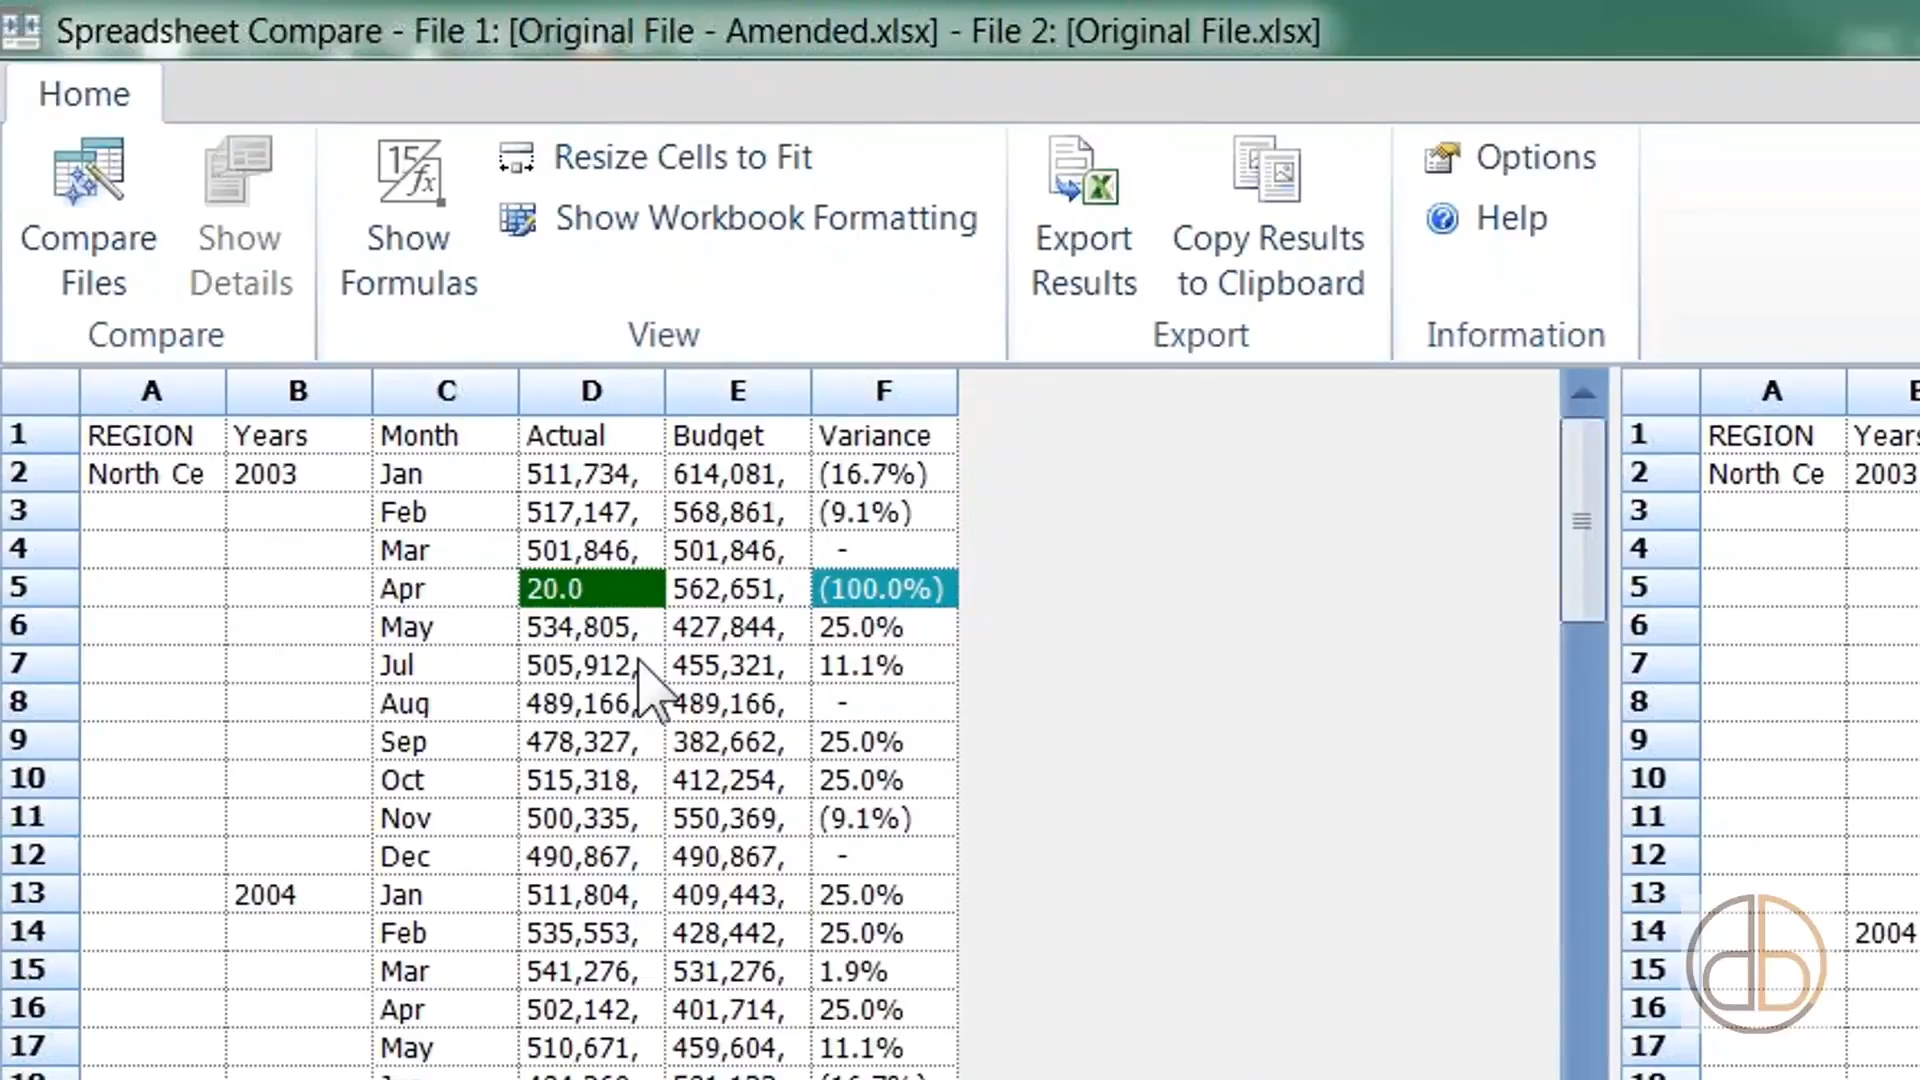 Spreadsheet Compare - File 1: [Original File - Amended.xlsx] - File 2: [Original File.xlsx]
Home
Compare Files
Show Details
Compare
15
fx
Show Formulas
Resize Cells to Fit
Show Workbook Formatting
View
Export Results
Copy Results to Clipboard
Export
Options
Help
Information
A B C D E F
1 REGION Years Month Actual Budget Variance
2 North Ce 2003 Jan 511,734, 614,081, (16.7%)
3 Feb 517,147, 568,861, (9.1%)
4 Mar 501,846, 501,846, -
5 Apr 20.0 562,651, (100.0%)
6 May 534,805, 427,844, 25.0%
7 Jul 505,912, 455,321, 11.1%
8 Aug 489,166, 489,166, -
9 Sep 478,327, 382,662, 25.0%
10 Oct 515,318, 412,254, 25.0%
11 Nov 500,335, 550,369, (9.1%)
12 Dec 490,867, 490,867, -
13 2004 Jan 511,804, 409,443, 25.0%
14 Feb 535,553, 428,442, 25.0%
15 Mar 541,276, 531,276, 1.9%
16 Apr 502,142, 401,714, 25.0%
17 May 510,671, 459,604, 11.1%
A
1 REGION Years
2 North Ce 2003
3
4
5
6
7
8
9
10
11
12
13
14 2004
15
16
17
db